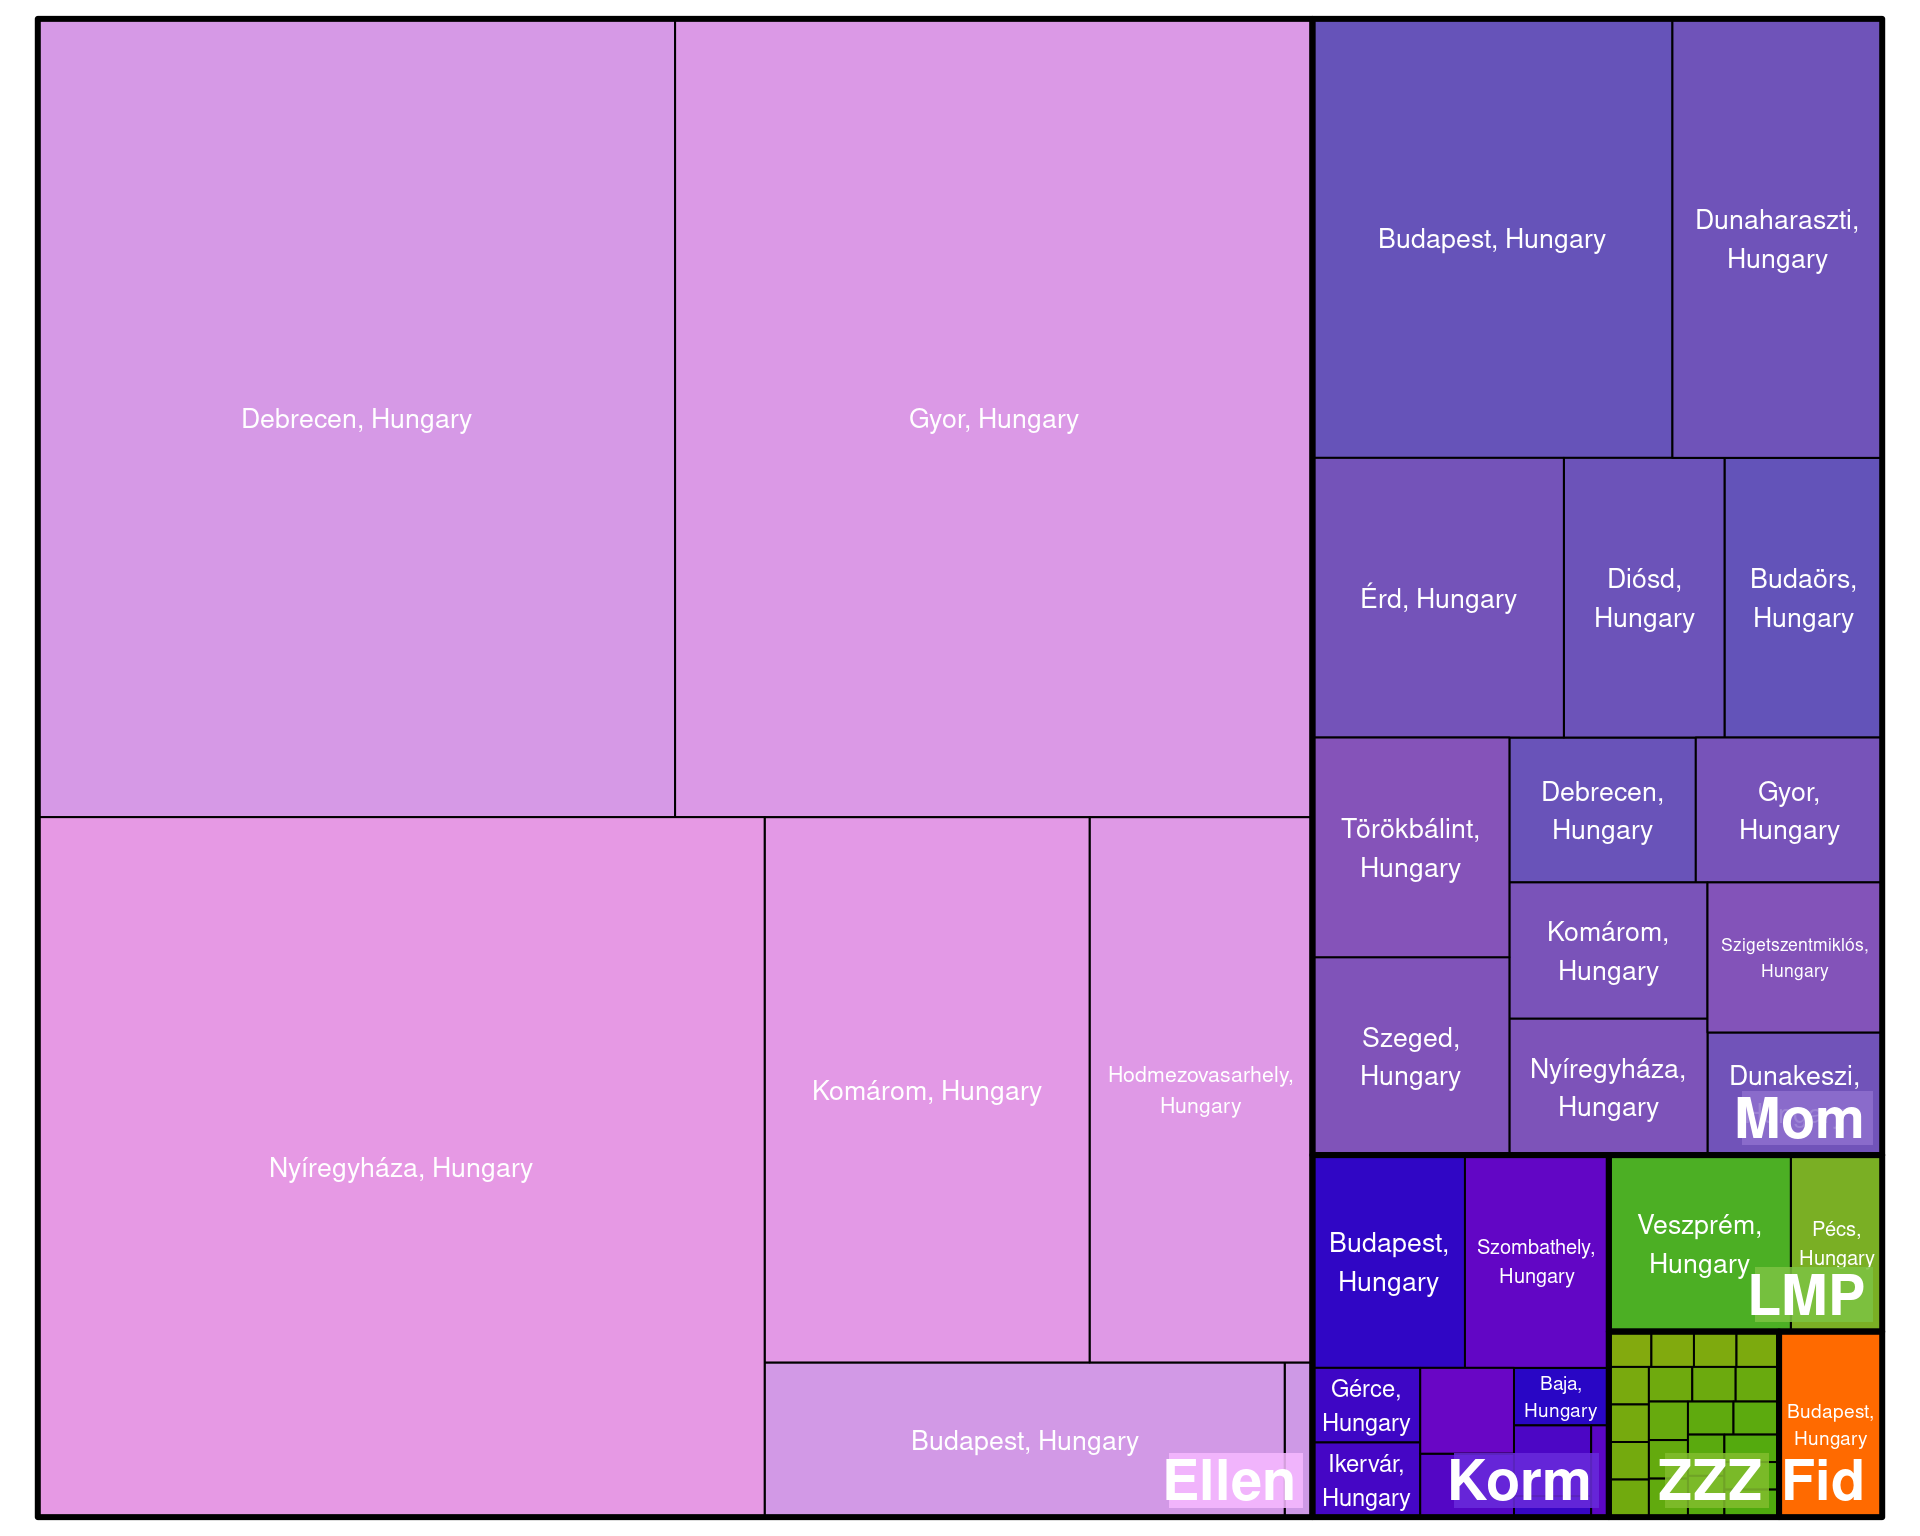 Debrecen, Hungary
Gyor, Hungary
Nyíregyháza, Hungary
Komárom, Hungary
Hodmezovasarhely,
Hungary
Budapest, Hungary
Ellen
Budapest, Hungary
Dunaharaszti,
Hungary
Érd, Hungary
Diósd,
Hungary
Budaörs,
Hungary
Törökbálint,
Hungary
Debrecen,
Hungary
Gyor,
Hungary
Szeged,
Hungary
Komárom,
Hungary
Szigetszentmiklós,
Hungary
Nyíregyháza,
Hungary
Dunakeszi,
Mom
Budapest,
Hungary
Szombathely,
Hungary
Gérce,
Hungary
Baja,
Hungary
Ikervár,
Hungary
Korm
Veszprém,
Hungary
Pécs,
Hungary
LMP
ZZZ
Budapest,
Hungary
Fid